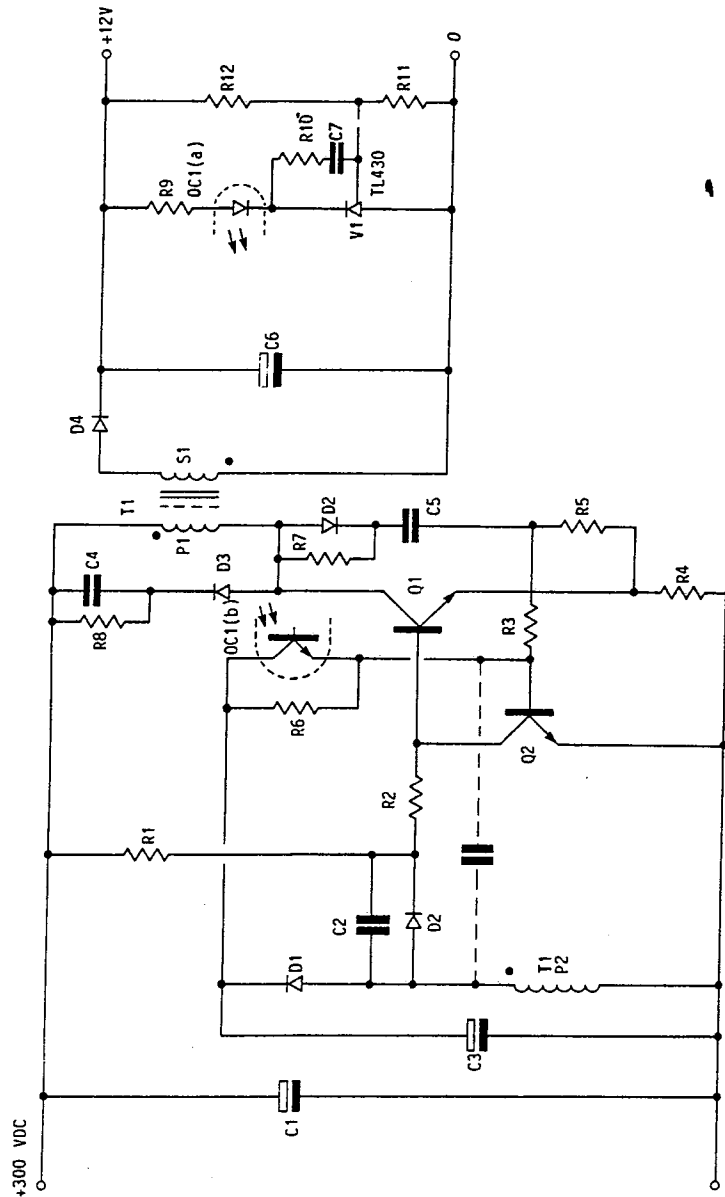 +300 VDC
C1
C3
D1
C2
D2
T1
P2
R1
R2
R6
OC1(b)
Q2
R8
C4
D3
Q1
R3
R4
R5
T1
P1
R7
D2
C5
S1
D4
C6
R9
OC1(a)
R10
C7
V1
TL430
R12
R11
+12V
0